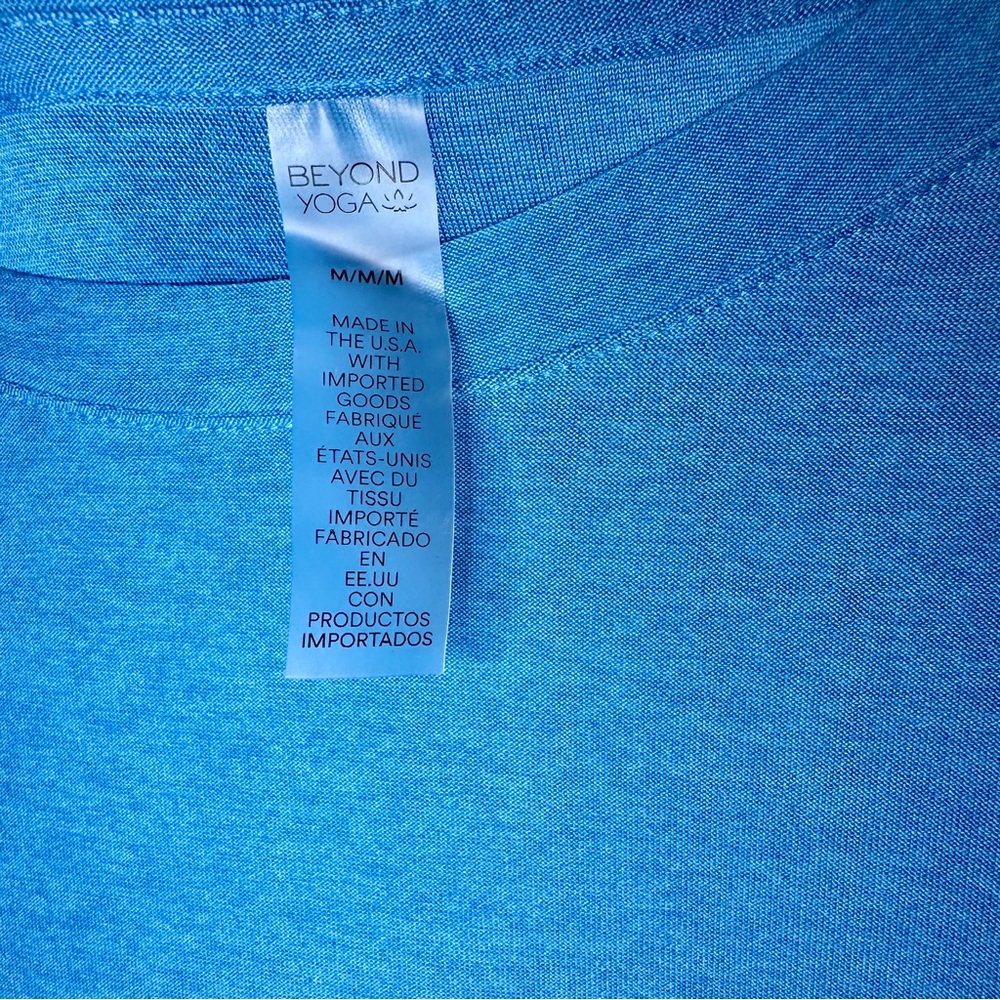 BEYOND
YOGA
M/M/M
MADE IN
THE U.S.A.
WITH
IMPORTED
GOODS
FABRIQUÉ
AUX
ÉTATS-UNIS
AVEC DU
TISSU
IMPORTÉ
FABRICADO
EN
EE.UU
CON
PRODUCTOS
IMPORTADOS